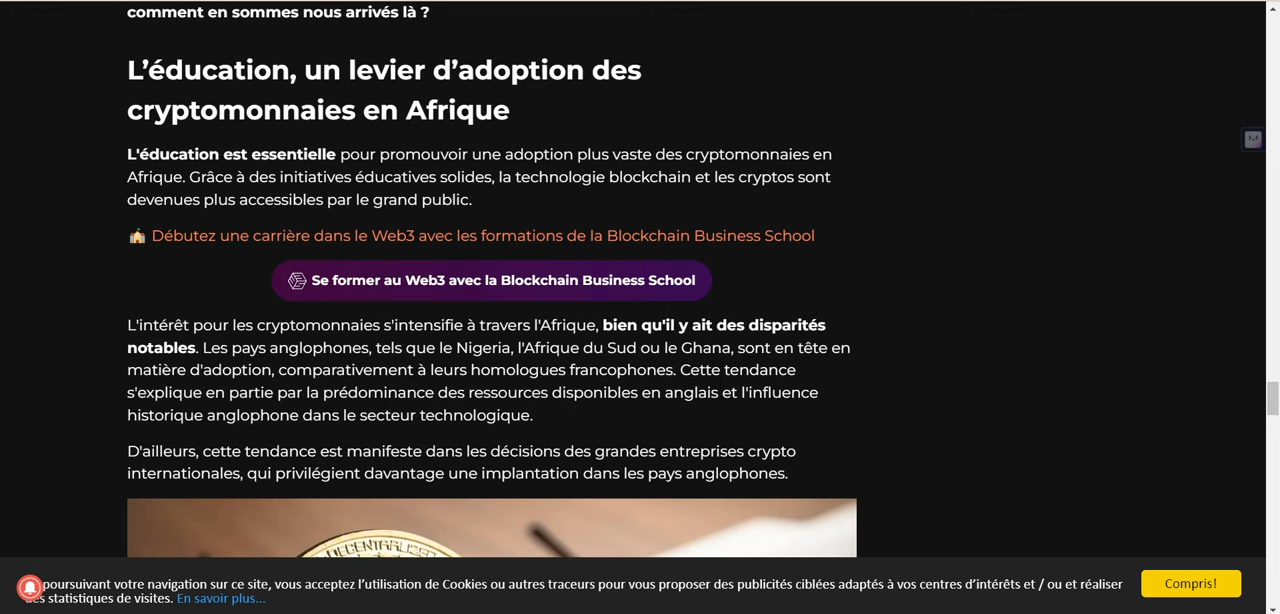 comment en sommes nous arrivés là ?
L’éducation, un levier d’adoption des
cryptomonnaies en Afrique
L'éducation est essentielle pour promouvoir une adoption plus vaste des cryptomonnaies en
Afrique. Grâce à des initiatives éducatives solides, la technologie blockchain et les cryptos sont
devenues plus accessibles par le grand public.
Débutez une carrière dans le Web3 avec les formations de la Blockchain Business School
Se former au Web3 avec la Blockchain Business School
L'intérêt pour les cryptomonnaies s'intensifie à travers l'Afrique, bien qu'il y ait des disparités
notables. Les pays anglophones, tels que le Nigeria, l'Afrique du Sud ou le Ghana, sont en tête en
matière d'adoption, comparativement à leurs homologues francophones. Cette tendance
s'explique en partie par la prédominance des ressources disponibles en anglais et l'influence
historique anglophone dans le secteur technologique.
D'ailleurs, cette tendance est manifeste dans les décisions des grandes entreprises crypto
internationales, qui privilégient davantage une implantation dans les pays anglophones.
DECENTRALIZED
poursuivant votre navigation sur ce site, vous acceptez l’utilisation de Cookies ou autres traceurs pour vous proposer des publicités ciblées adaptés à vos centres d’intérêts et / ou et réaliser
des statistiques de visites. En savoir plus...
Compris!